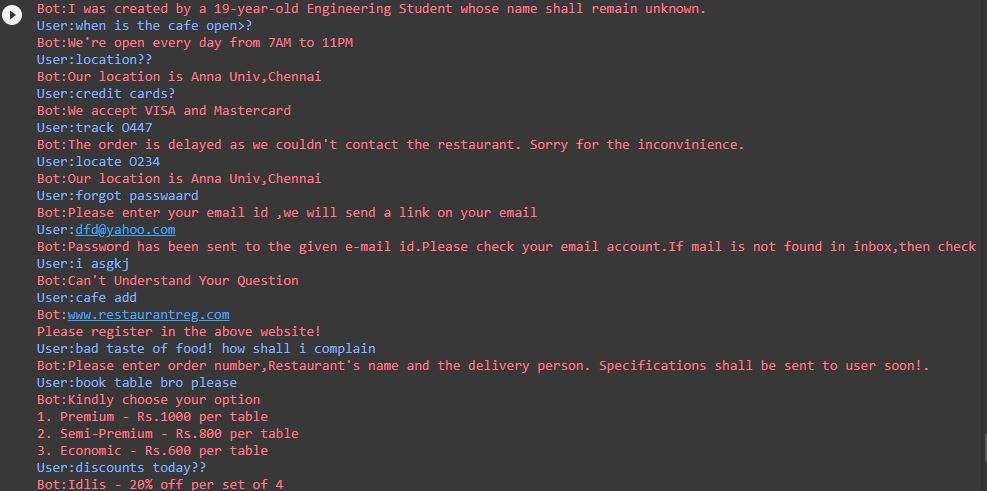 Bot:I was created by a 19-year-old Engineering Student whose name shall remain unknown.
User:when is the cafe open>?
Bot:We're open every day from 7AM to 11PM
User:location??
Bot:Our location is Anna Univ,Chennai
User:credit cards?
Bot:We accept VISA and Mastercard
User:track O447
Bot:The order is delayed as we couldn't contact the restaurant. Sorry for the inconvinience.
User:locate O234
Bot:Our location is Anna Univ,Chennai
User:forgot passwaard
Bot:Please enter your email id ,we will send a link on your email
User:dfd@yahoo.com
Bot:Password has been sent to the given e-mail id.Please check your email account.If mail is not found in inbox,then check
User:i asgkj
Bot:Can't Understand Your Question
User:cafe add
Bot:www.restaurantreg.com
Please register in the above website!
User:bad taste of food! how shall i complain
Bot:Please enter order number,Restaurant's name and the delivery person. Specifications shall be sent to user soon!.
User:book table bro please
Bot:Kindly choose your option
1. Premium - Rs.1000 per table
2. Semi-Premium - Rs.800 per table
3. Economic - Rs.600 per table
User:discounts today??
Bot:Idlis - 20% off per set of 4